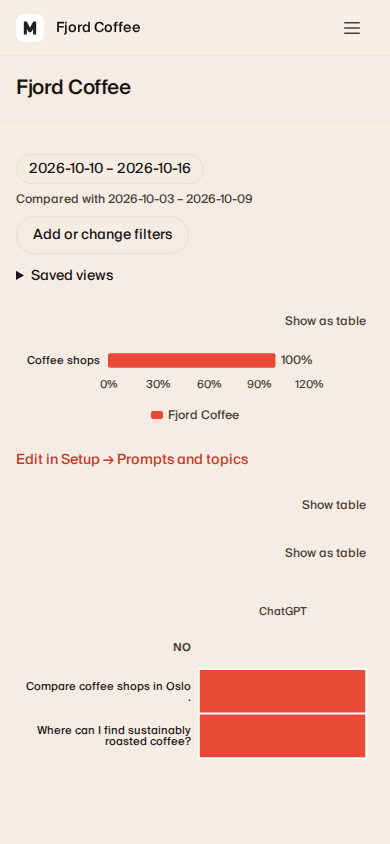 M
Fjord Coffee
Fjord Coffee
2026-10-10 – 2026-10-16
Compared with 2026-10-03 – 2026-10-09
Add or change filters
Saved views
Show as table
Coffee shops
100%
0% 30% 60% 90% 120%
Fjord Coffee
Edit in Setup → Prompts and topics
Show table
Show as table
ChatGPT
NO
Compare coffee shops in Oslo
.
Where can I find sustainably
roasted coffee?